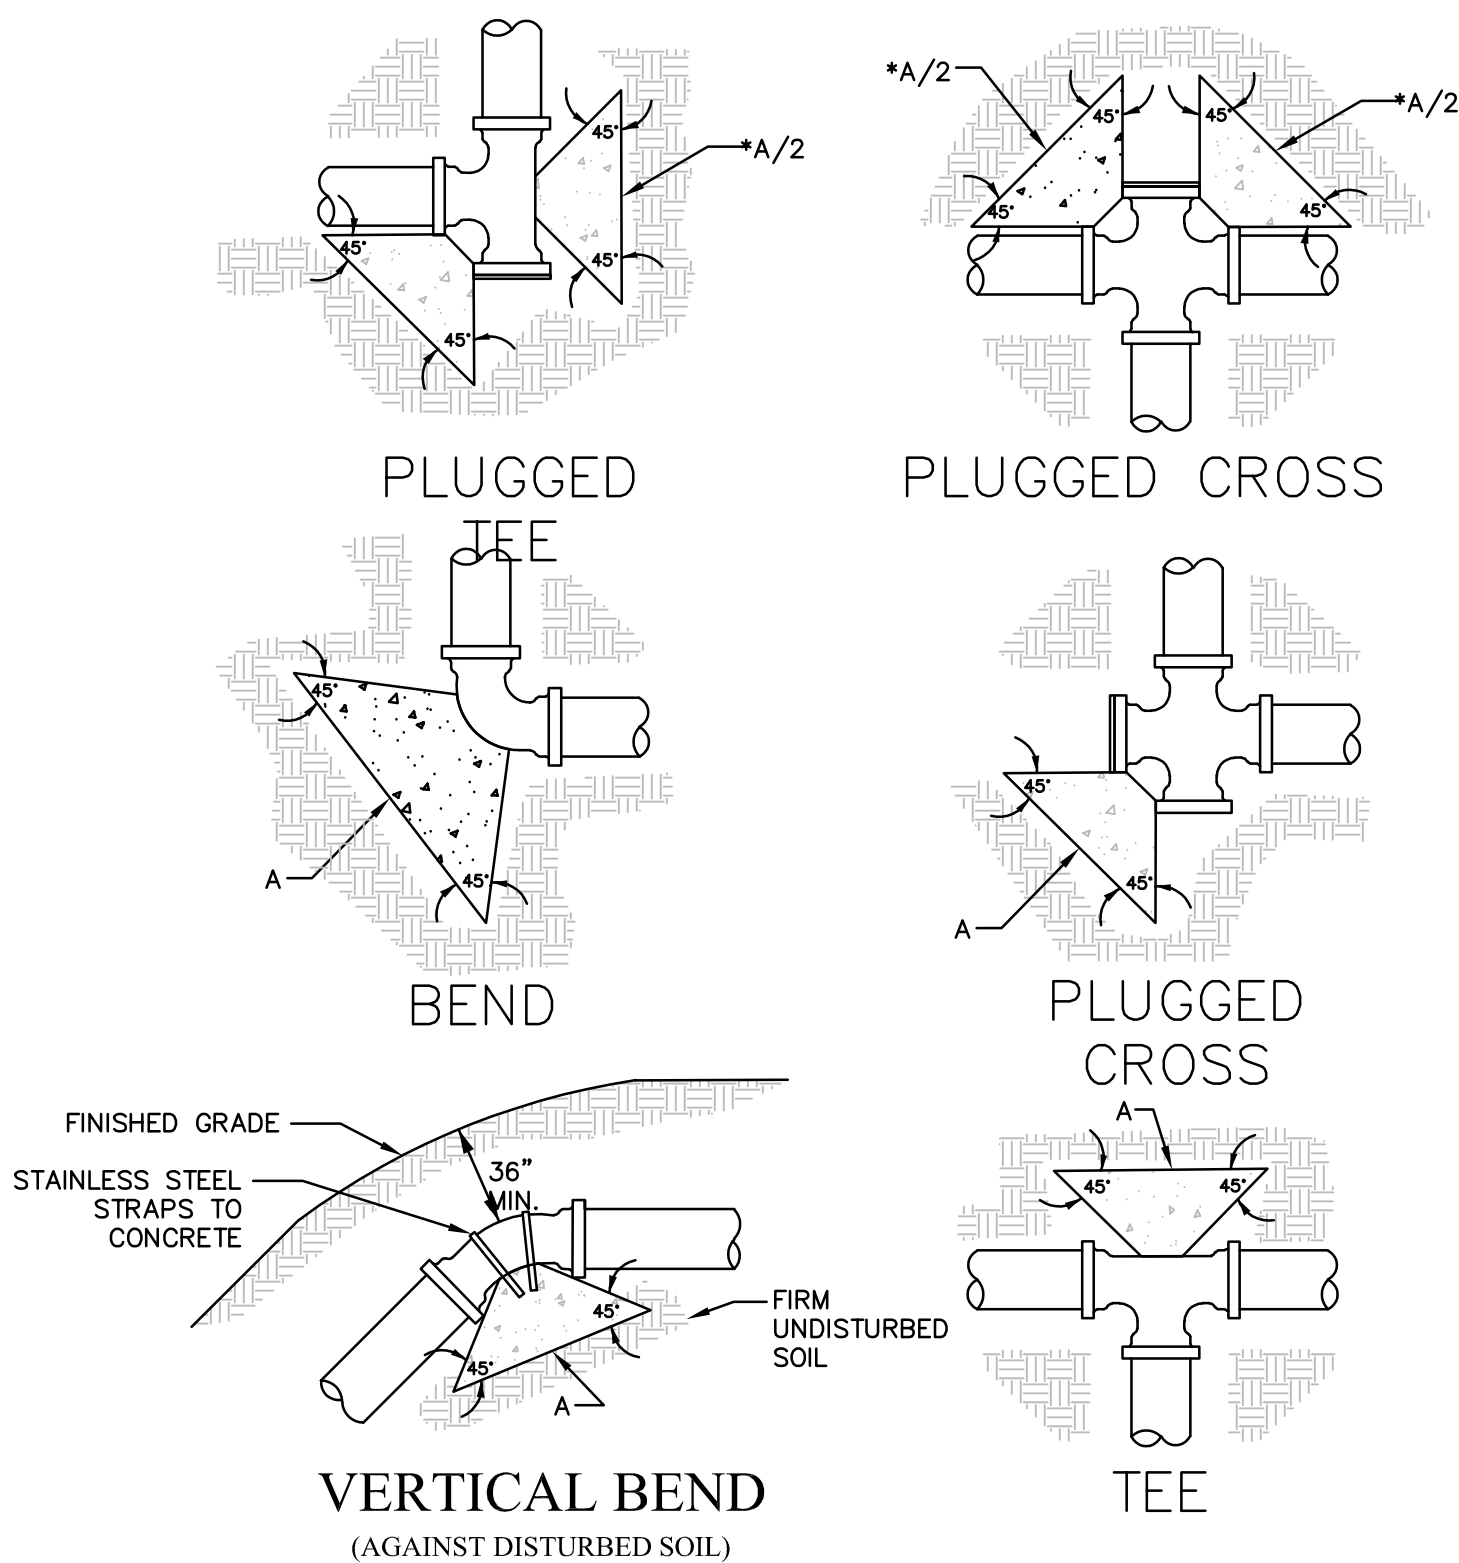 *A/2
45°
45°
45°
45°
PLUGGED
TEE
*A/2
*A/2
45°
45°
45°
45°
PLUGGED CROSS
45°
45°
A
BEND
45°
45°
A
PLUGGED
CROSS
FINISHED GRADE
STAINLESS STEEL
STRAPS TO
CONCRETE
36"
MIN.
45°
45°
A
FIRM
UNDISTURBED
SOIL
VERTICAL BEND
(AGAINST DISTURBED SOIL)
A
45°
45°
TEE